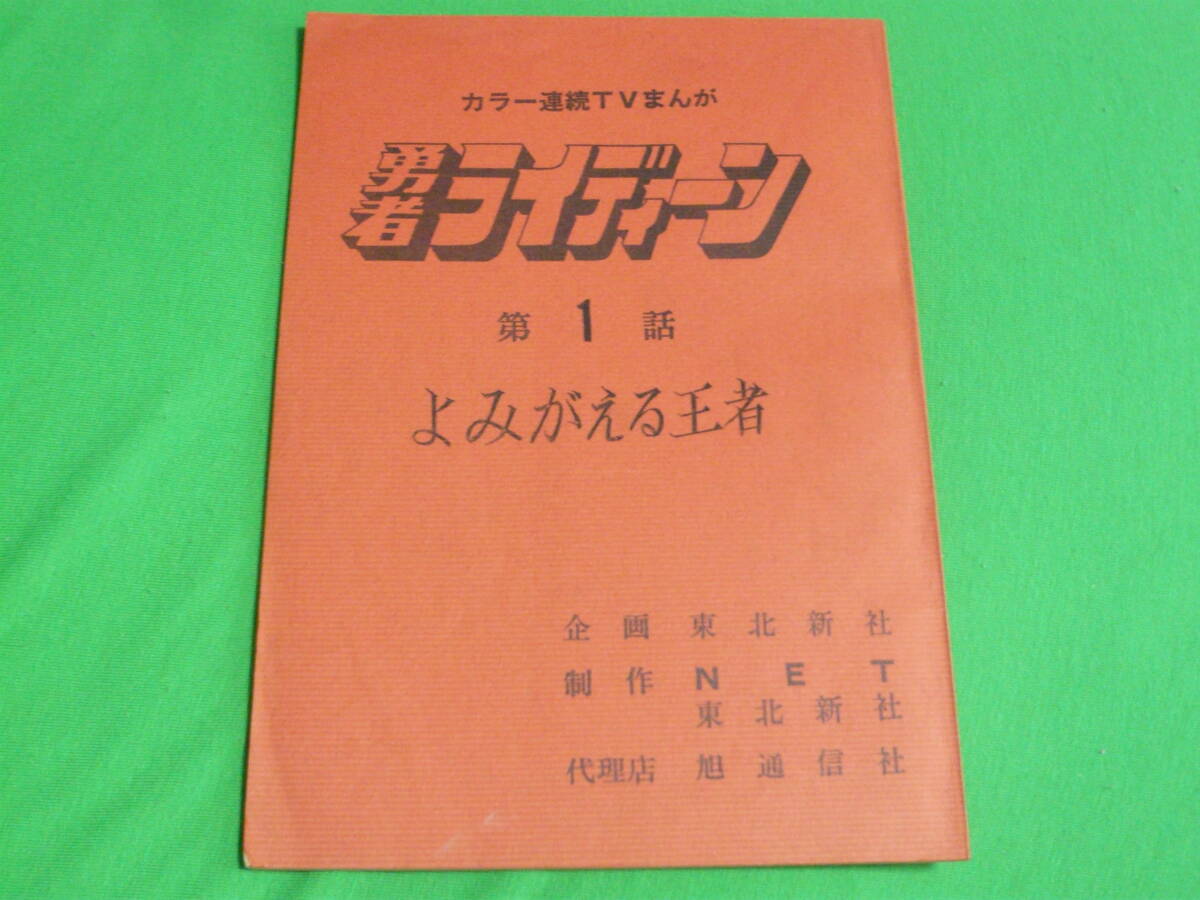 カラー連続TVまんが
勇者ライディーン
第1話
よみがえる王者
企画 東北新社
制作 NET
東北新社
代理店 旭通信社